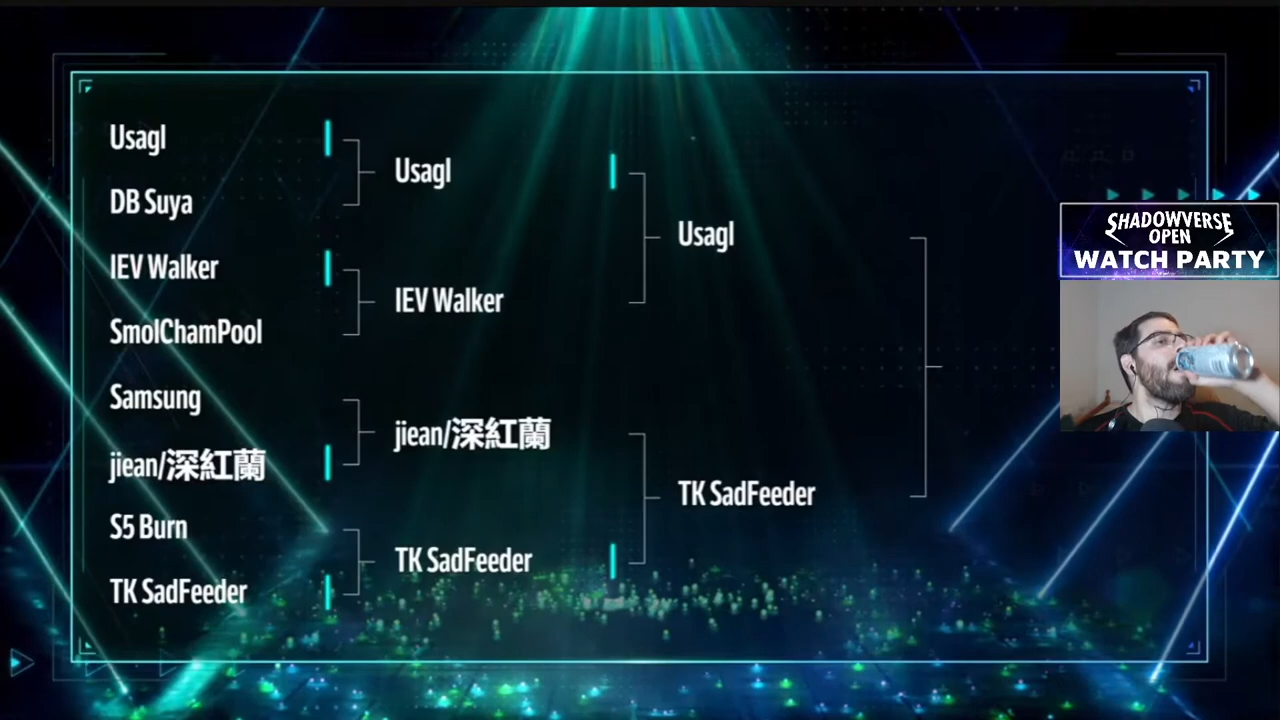 Usagl
DB Suya
IEV Walker
SmolChamPool
Samsung
jiean/深紅蘭
S5 Burn
TK SadFeeder
Usagl
IEV Walker
jiean/深紅蘭
TK SadFeeder
Usagl
TK SadFeeder
SHADOWVERSE
OPEN
WATCH PARTY